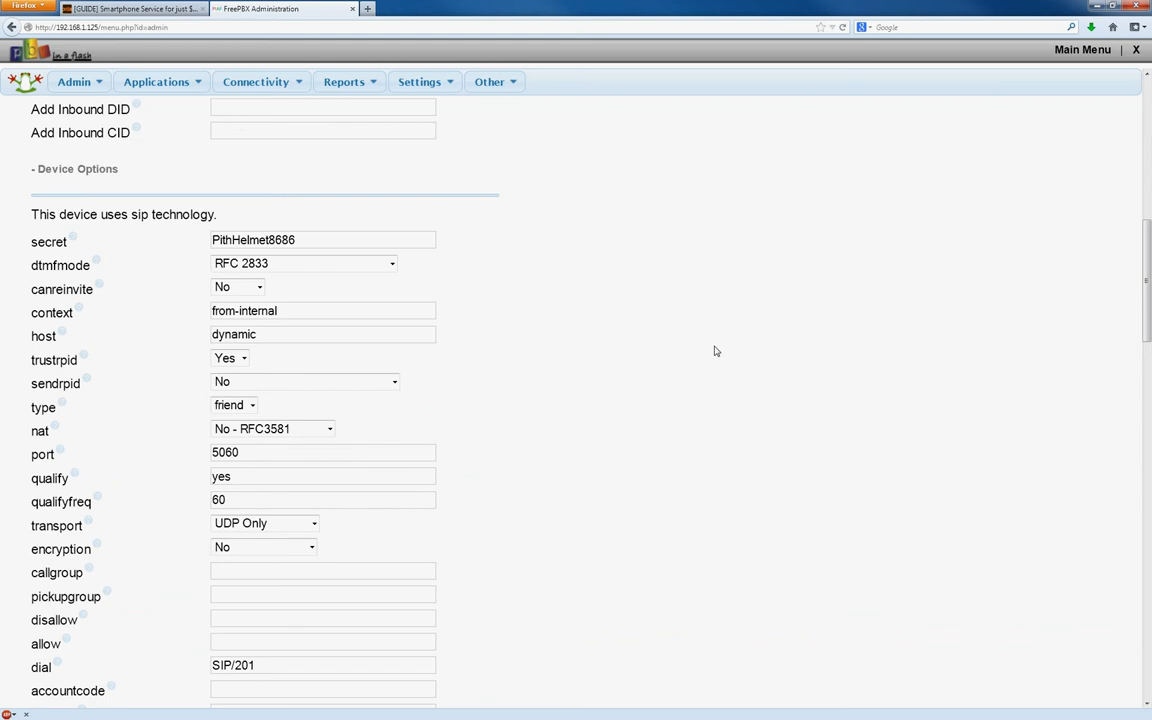 Firefox
[GUIDE] Smartphone Service for just $...
FreePBX Administration
http://192.168.1.125/menu.php?id=admin
Google
pbx in a flash
Main Menu | X
Admin
Applications
Connectivity
Reports
Settings
Other
Add Inbound DID
Add Inbound CID
- Device Options
This device uses sip technology.
secret PithHelmet8686
dtmfmode RFC 2833
canreinvite No
context from-internal
host dynamic
trustrpid Yes
sendrpid No
type friend
nat No - RFC3581
port 5060
qualify yes
qualifyfreq 60
transport UDP Only
encryption No
callgroup
pickupgroup
disallow
allow
dial SIP/201
accountcode